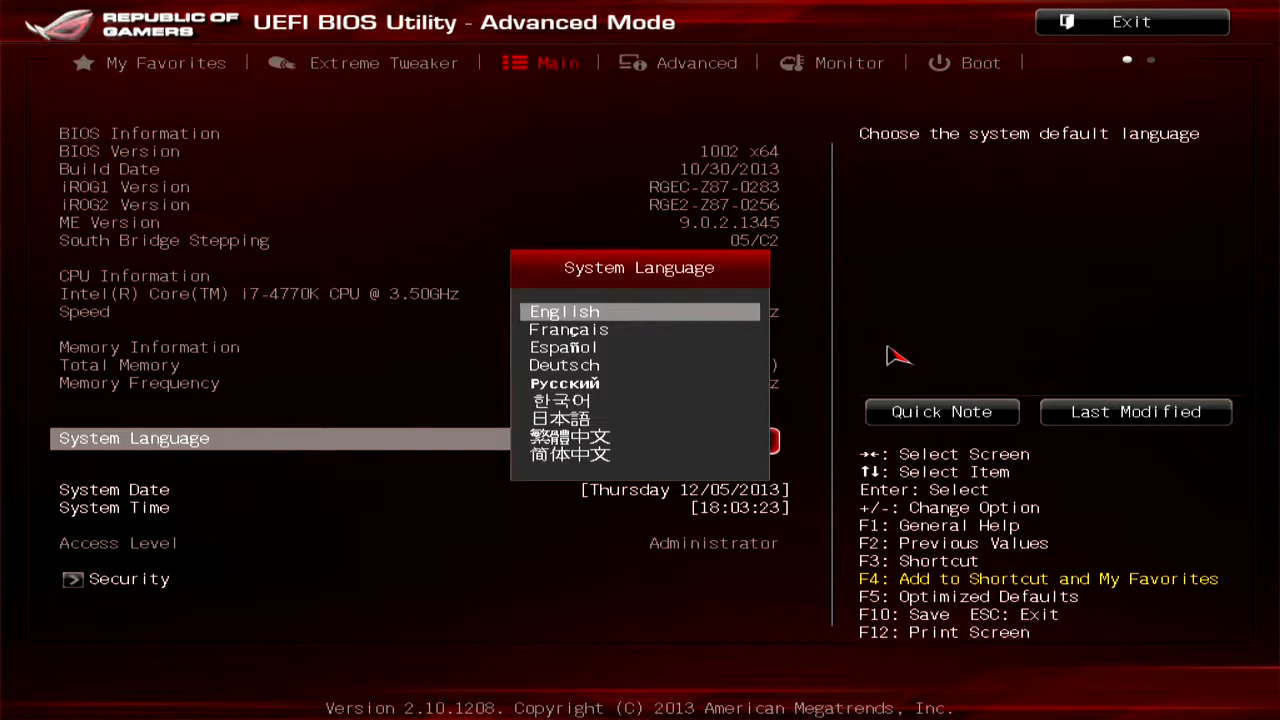 REPUBLIC OF GAMERS UEFI BIOS Utility - Advanced Mode Exit
My Favorites Extreme Tweaker Main Advanced Monitor Boot
BIOS Information
BIOS Version 1002 x64
Build Date 10/30/2013
iROG1 Version RGEC-Z87-0283
iROG2 Version RGE2-Z87-0256
ME Version 9.0.2.1345
South Bridge Stepping 05/C2
CPU Information
Intel(R) Core(TM) i7-4770K CPU @ 3.50GHz
Speed z
Memory Information
Total Memory )
Memory Frequency z
System Language
System Language
English
Français
Español
Deutsch
Русский
한국어
日本語
繁體中文
简体中文
System Date [Thursday 12/05/2013]
System Time [18:03:23]
Access Level Administrator
> Security
Choose the system default language
Quick Note Last Modified
→←: Select Screen
↑↓: Select Item
Enter: Select
+/-: Change Option
F1: General Help
F2: Previous Values
F3: Shortcut
F4: Add to Shortcut and My Favorites
F5: Optimized Defaults
F10: Save ESC: Exit
F12: Print Screen
Version 2.10.1208. Copyright (C) 2013 American Megatrends, Inc.